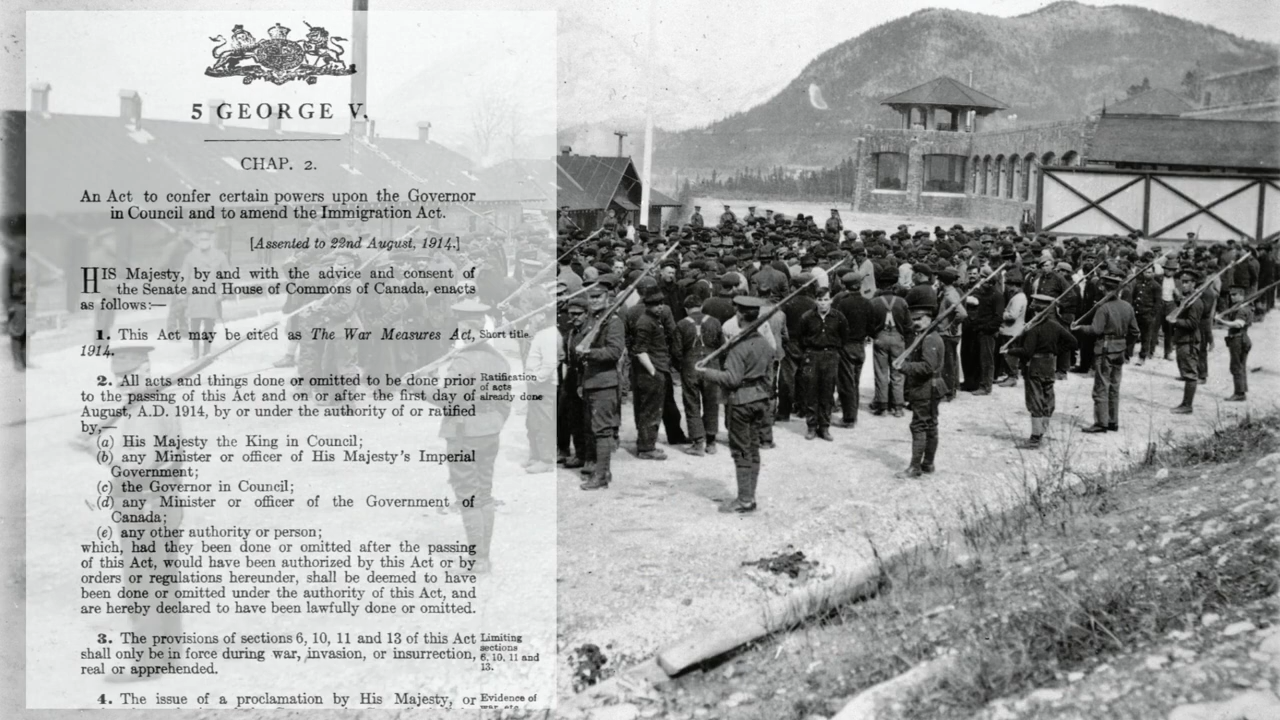 5 GEORGE V.
CHAP. 2.
An Act to confer certain powers upon the Governor
in Council and to amend the Immigration Act.
[Assented to 22nd August, 1914.]
HIS Majesty, by and with the advice and consent of
the Senate and House of Commons of Canada, enacts
as follows:—
1. This Act may be cited as The War Measures Act, Short title.
1914.
2. All acts and things done or omitted to be done prior Ratification
to the passing of this Act and on or after the first day of of acts
already done
August, A.D. 1914, by or under the authority of or ratified
by,—
(a) His Majesty the King in Council;
(b) any Minister or officer of His Majesty's Imperial
Government;
(c) the Governor in Council;
(d) any Minister or officer of the Government of
Canada;
(e) any other authority or person;
which, had they been done or omitted after the passing
of this Act, would have been authorized by this Act or by
orders or regulations hereunder, shall be deemed to have
been done or omitted under the authority of this Act, and
are hereby declared to have been lawfully done or omitted.
3. The provisions of sections 6, 10, 11 and 13 of this Act Limiting
sections
shall only be in force during war, invasion, or insurrection, 6, 10, 11 and
real or apprehended. 13.
4. The issue of a proclamation by His Majesty, or Evidence of
war, etc